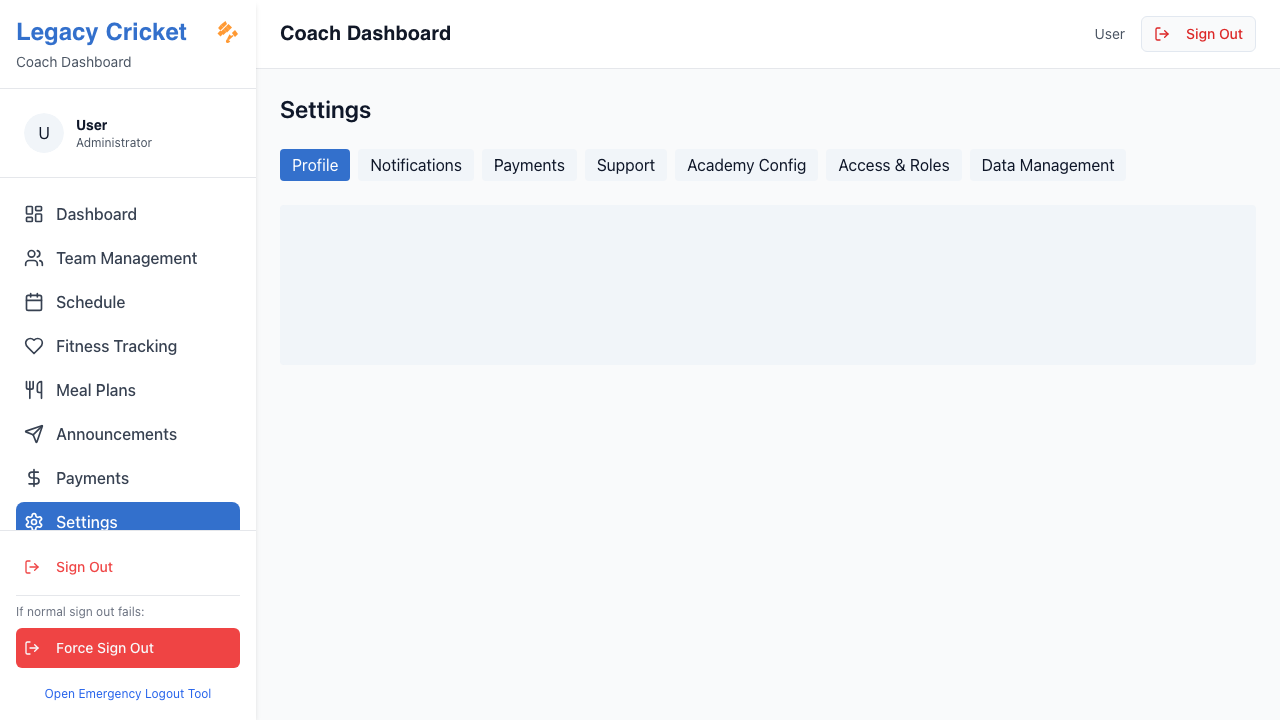 Legacy Cricket
Coach Dashboard
U
User
Administrator
Dashboard
Team Management
Schedule
Fitness Tracking
Meal Plans
Announcements
Payments
Settings
Sign Out
If normal sign out fails:
Force Sign Out
Open Emergency Logout Tool
Coach Dashboard
User
Sign Out
Settings
Profile
Notifications
Payments
Support
Academy Config
Access & Roles
Data Management